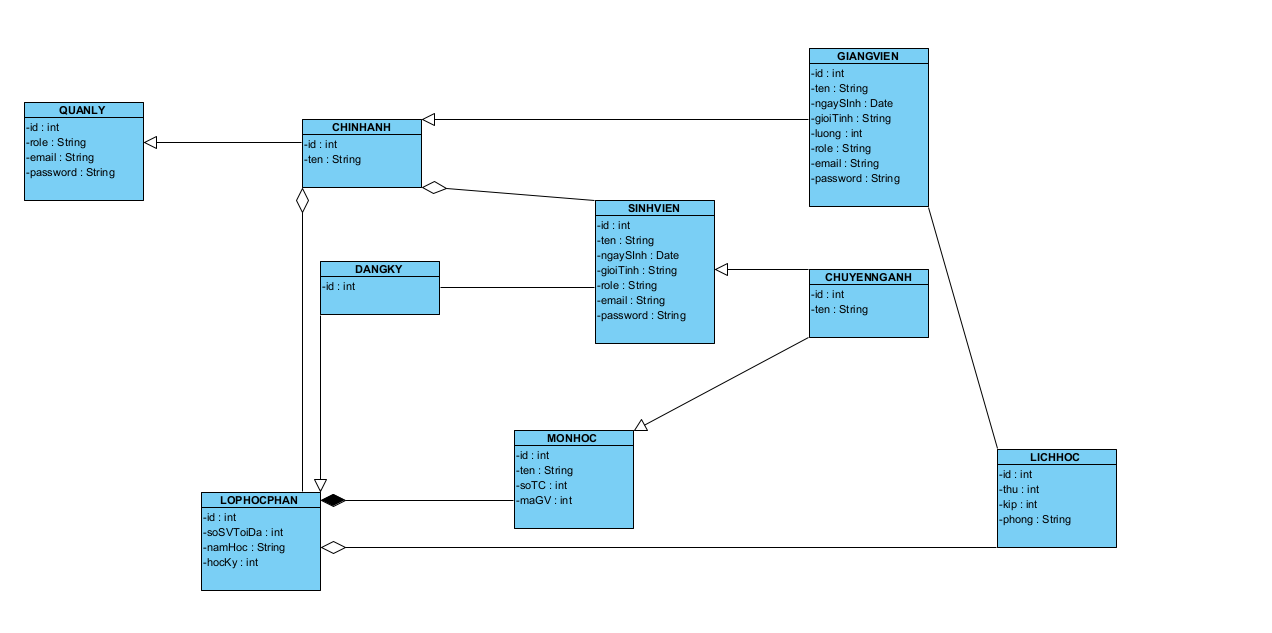 QUANLY
-id : int
-role : String
-email : String
-password : String
CHINHANH
-id : int
-ten : String
GIANGVIEN
-id : int
-ten : String
-ngaySInh : Date
-gioiTinh : String
-luong : int
-role : String
-email : String
-password : String
SINHVIEN
-id : int
-ten : String
-ngaySInh : Date
-gioiTinh : String
-role : String
-email : String
-password : String
DANGKY
-id : int
CHUYENNGANH
-id : int
-ten : String
MONHOC
-id : int
-ten : String
-soTC : int
-maGV : int
LICHHOC
-id : int
-thu : int
-kip : int
-phong : String
LOPHOCPHAN
-id : int
-soSVToiDa : int
-namHoc : String
-hocKy : int